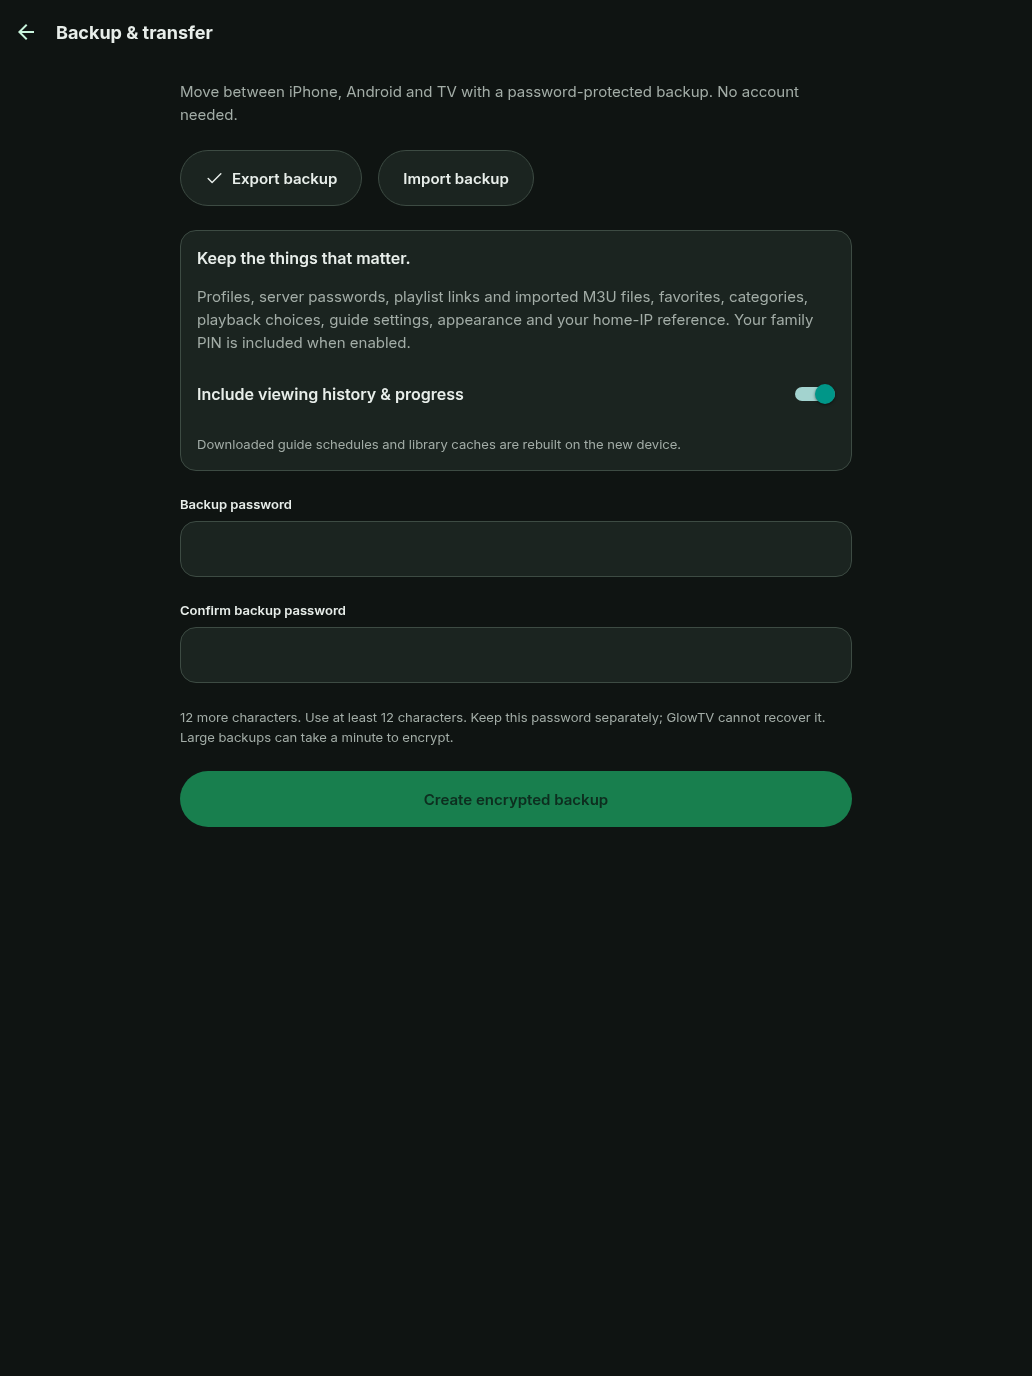 Backup & transfer
Move between iPhone, Android and TV with a password-protected backup. No account
needed.
Export backup
Import backup
Keep the things that matter.
Profiles, server passwords, playlist links and imported M3U files, favorites, categories,
playback choices, guide settings, appearance and your home-IP reference. Your family
PIN is included when enabled.
Include viewing history & progress
Downloaded guide schedules and library caches are rebuilt on the new device.
Backup password
Confirm backup password
12 more characters. Use at least 12 characters. Keep this password separately; GlowTV cannot recover it.
Large backups can take a minute to encrypt.
Create encrypted backup